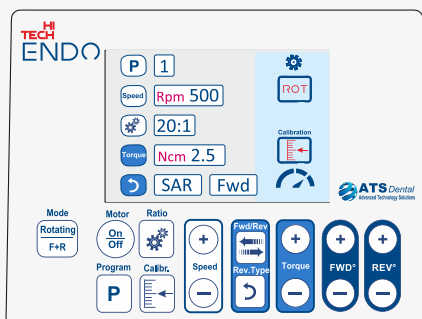 HI
TECH
ENDO
P 1
Speed Rpm 500
20:1
Torque Ncm 2.5
SAR Fwd
ROT
Calibration
ATS Dental
Advanced Technology Solutions
Mode Motor Ratio
Rotating
F+R
On
Off
Program Calibr.
P
+
Speed
−
Fwd/Rev
Rev.Type
+
Torque
−
+
FWD°
−
+
REV°
−